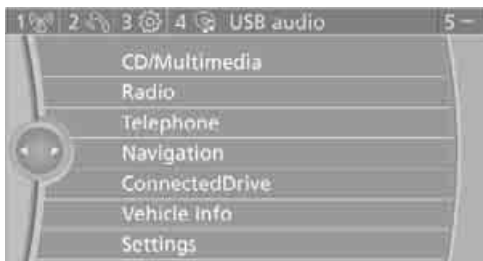 1 2 3 4 USB audio 5
CD/Multimedia
Radio
Telephone
Navigation
ConnectedDrive
Vehicle Info
Settings